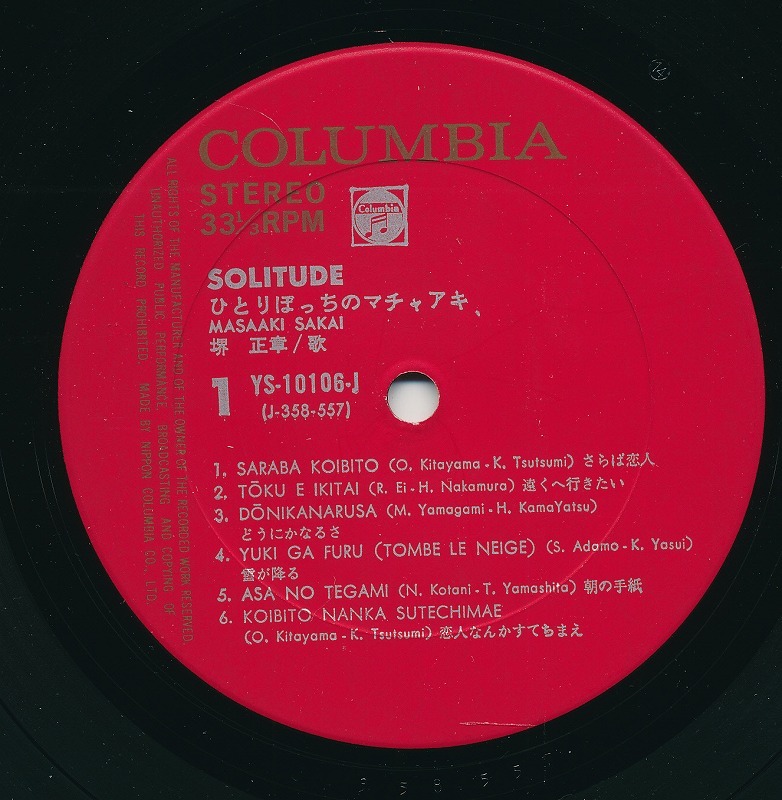 COLUMBIA
STEREO
33 1/3 RPM
Columbia
SOLITUDE
ひとりぼっちのマチャアキ、
MASAAKI SAKAI
堺 正章/歌
1 YS-10106-J
(J-358-557)
1. SARABA KOIBITO (O. Kitayama - K. Tsutsumi) さらば恋人
2. TŌKU E IKITAI (R. Ei - H. Nakamura) 遠くへ行きたい
3. DŌNIKANARUSA (M. Yamagami - H. KamaYatsu)
どうにかなるさ
4. YUKI GA FURU (TOMBE LE NEIGE) (S. Adamo - K. Yasui)
雪が降る
5. ASA NO TEGAMI (N. Kotani - T. Yamashita) 朝の手紙
6. KOIBITO NANKA SUTECHIMAE
(O. Kitayama - K. Tsutsumi) 恋人なんかすてちまえ
ALL RIGHTS OF THE MANUFACTURER AND OF THE OWNER OF THE RECORDED WORK RESERVED.
UNAUTHORIZED PUBLIC PERFORMANCE BROADCASTING AND COPYING OF
THIS RECORD PROHIBITED. MADE BY NIPPON COLUMBIA CO., LTD.